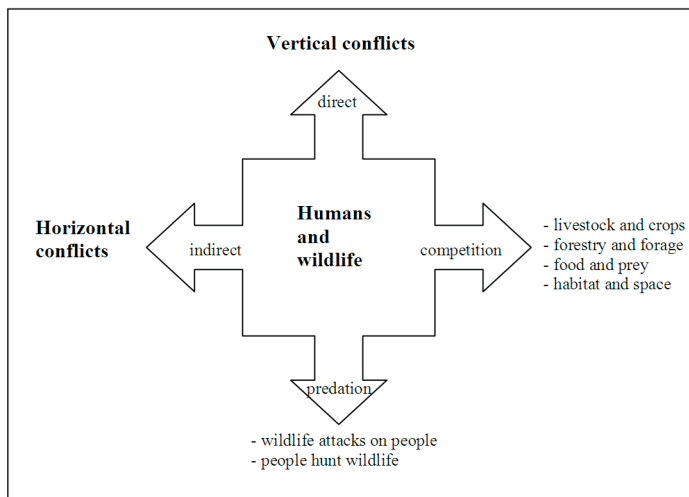 Vertical conflicts
direct
Horizontal
conflicts
indirect
Humans
and
wildlife
competition
- livestock and crops
- forestry and forage
- food and prey
- habitat and space
predation
- wildlife attacks on people
- people hunt wildlife